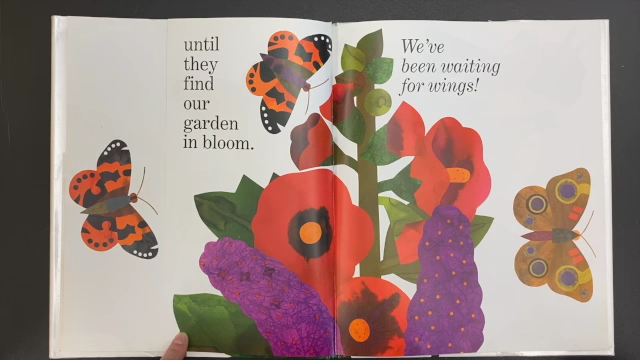 until
they
find
our
garden
in bloom.
We've
been waiting
for wings!